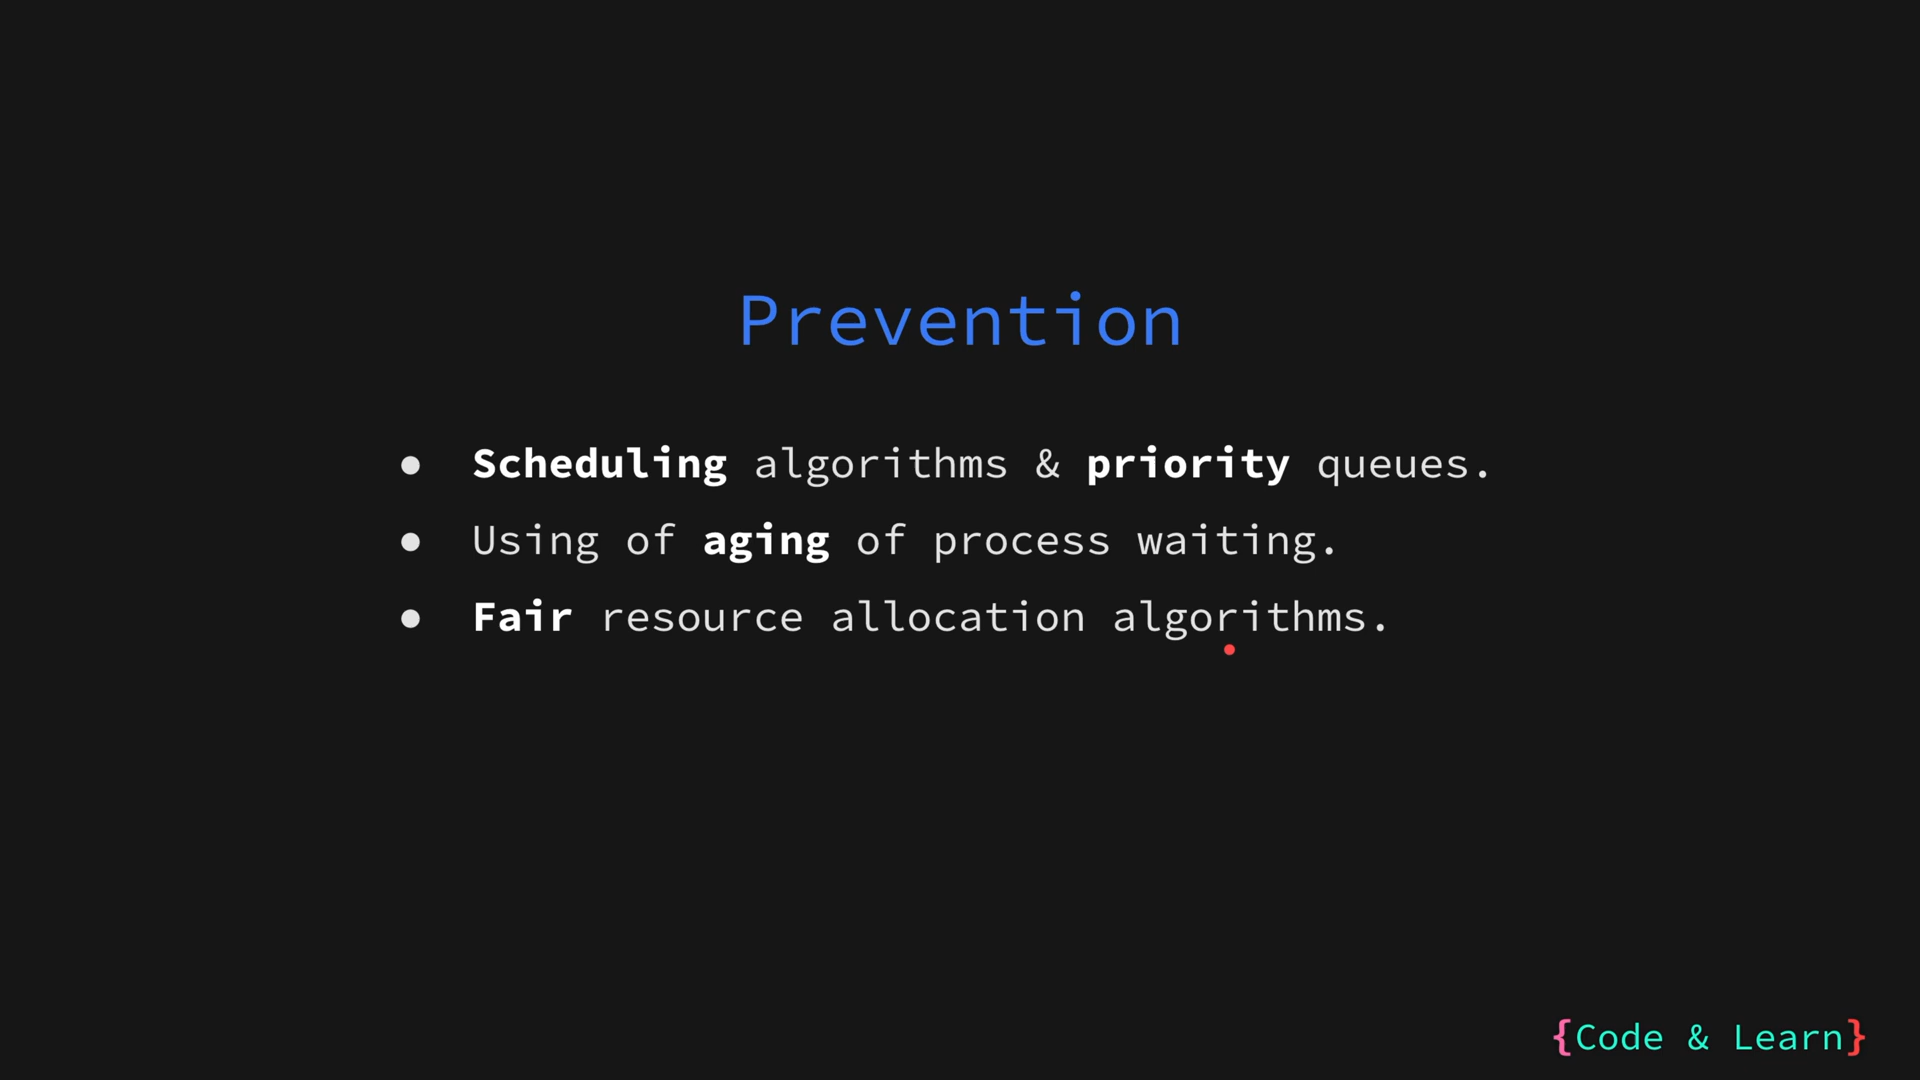 Prevention
● Scheduling algorithms & priority queues.
● Using of aging of process waiting.
● Fair resource allocation algorithms.
{Code & Learn}